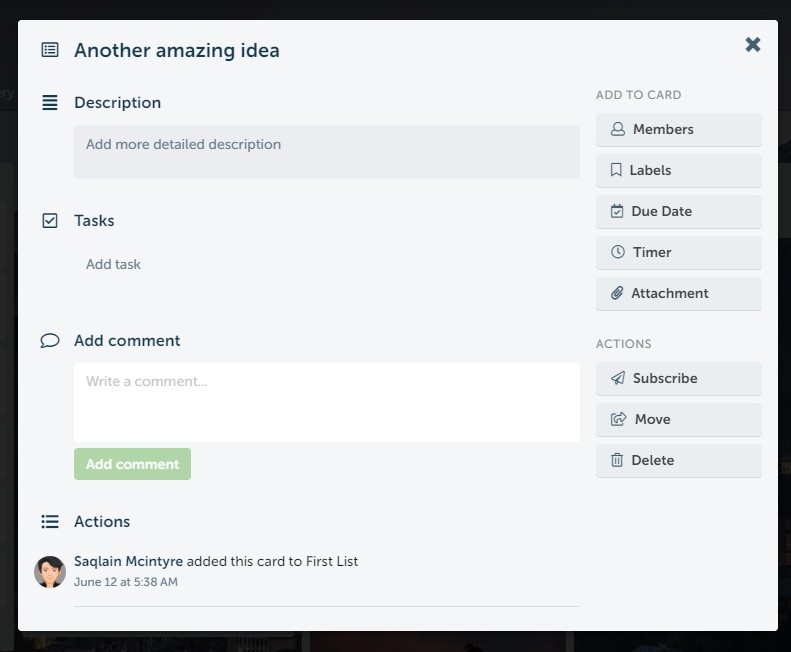 Another amazing idea
Description
Add more detailed description
Tasks
Add task
Add comment
Write a comment...
Add comment
Actions
Saqlain Mcintyre added this card to First List
June 12 at 5:38 AM
ADD TO CARD
Members
Labels
Due Date
Timer
Attachment
ACTIONS
Subscribe
Move
Delete